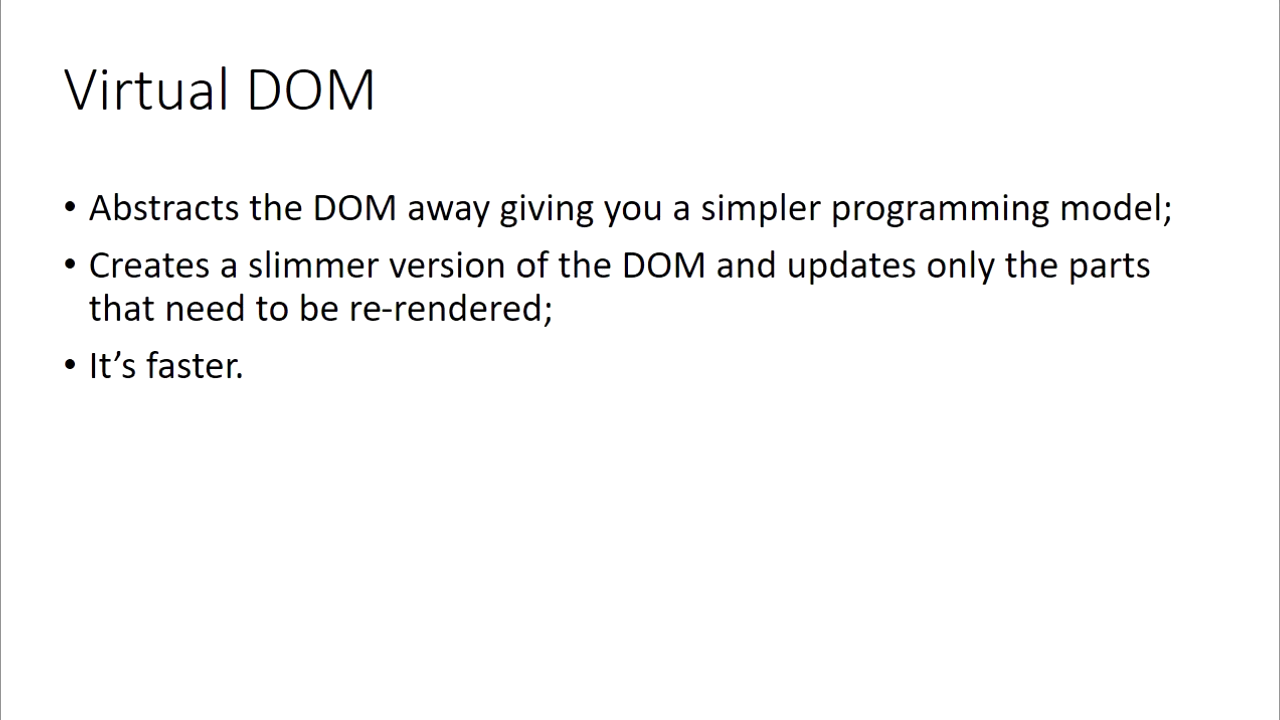 Virtual DOM
• Abstracts the DOM away giving you a simpler programming model;
• Creates a slimmer version of the DOM and updates only the parts
that need to be re-rendered;
• It’s faster.